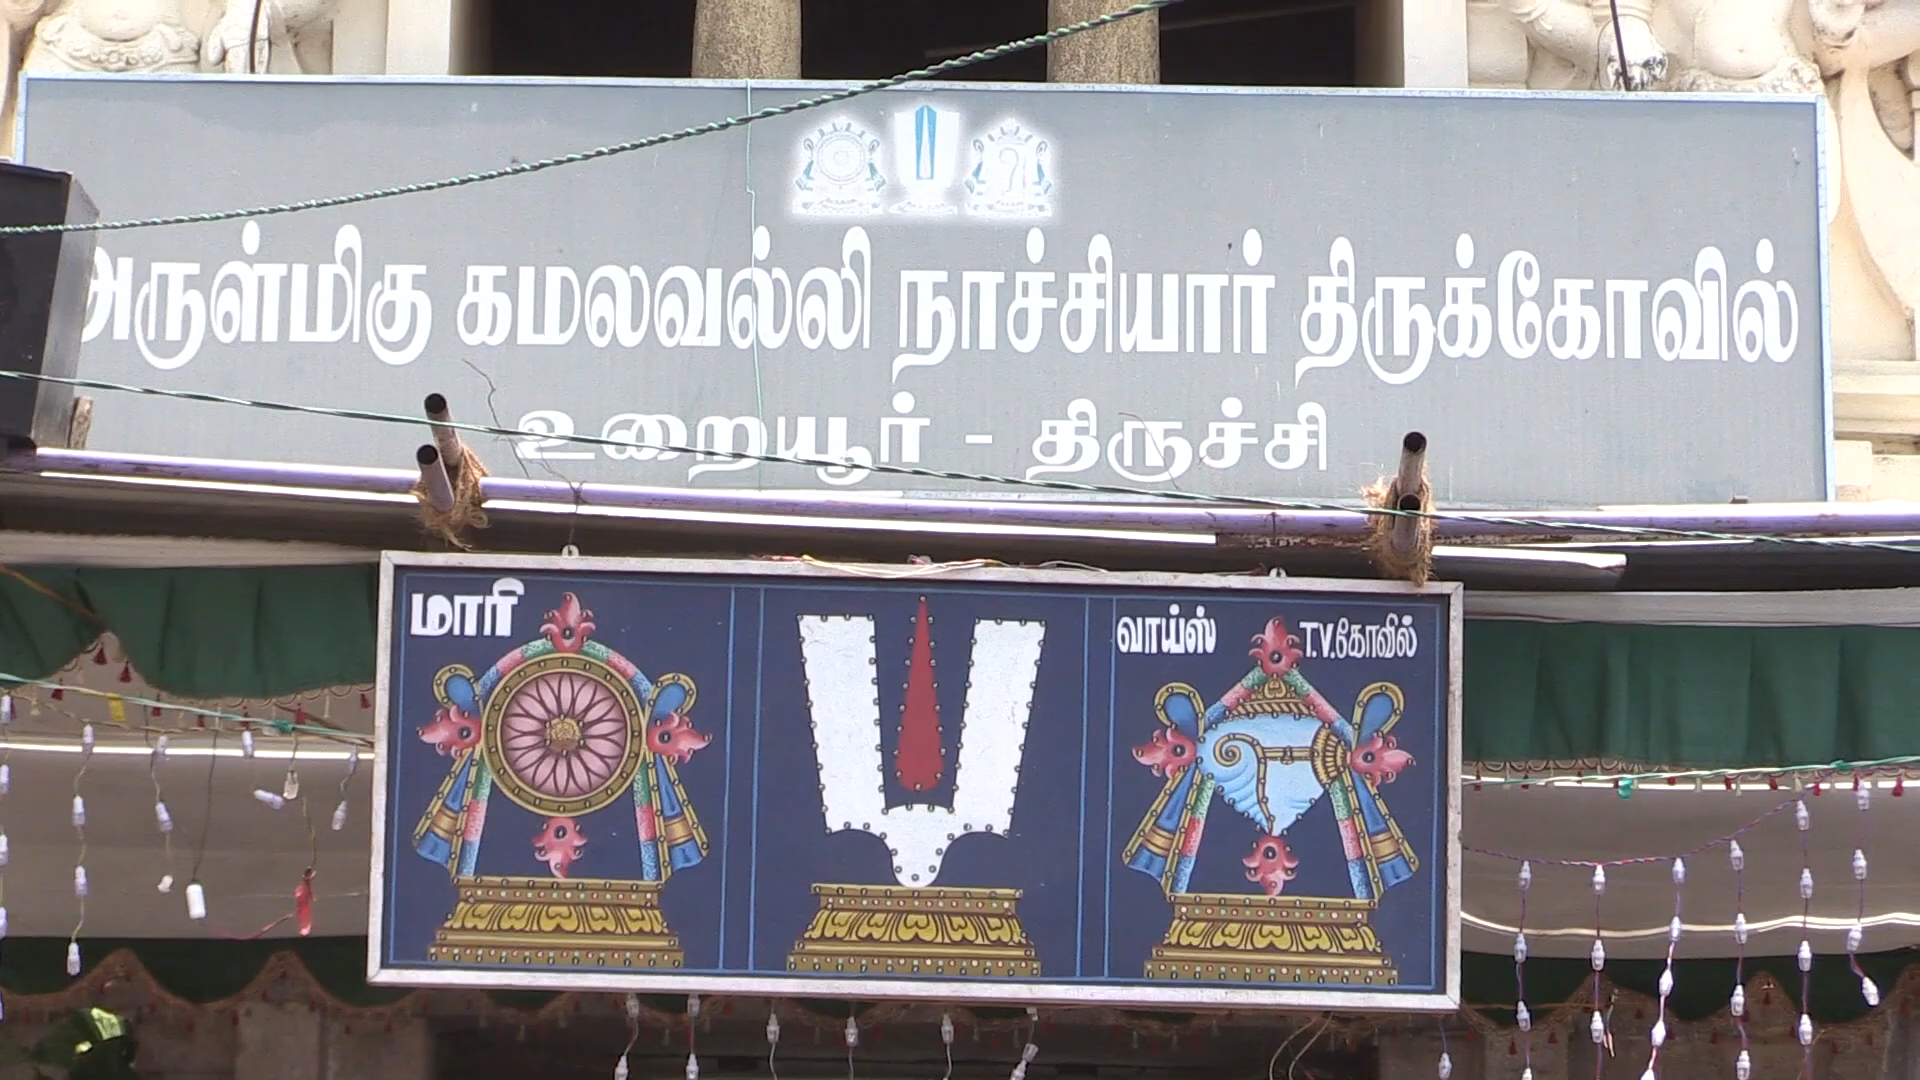 அருள்மிகு கமலவல்லி நாச்சியார் திருக்கோவில்
உறையூர் - திருச்சி
மாரி வாய்ஸ் T.V.கோவில்